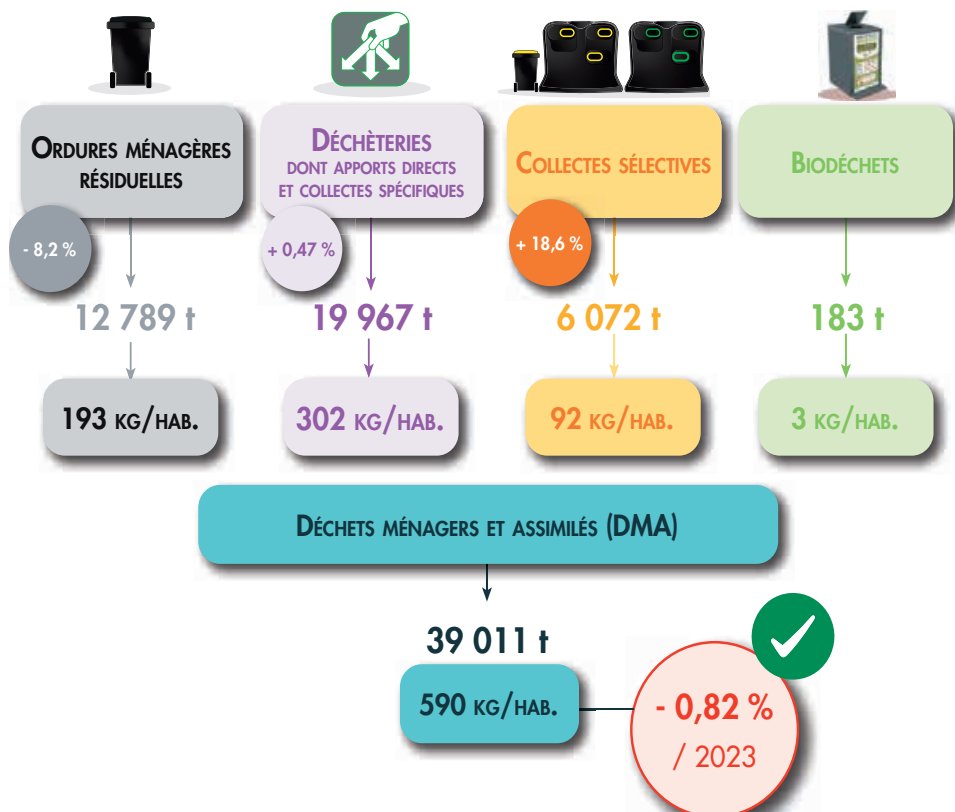 Ordures ménagères
résiduelles
- 8,2 %
12 789 t
193 kg/hab.
Déchèteries
dont apports directs
et collectes spécifiques
+ 0,47 %
19 967 t
302 kg/hab.
Collectes sélectives
+ 18,6 %
6 072 t
92 kg/hab.
Biodéchets
183 t
3 kg/hab.
Déchets ménagers et assimilés (DMA)
39 011 t
590 kg/hab.
- 0,82 %
/ 2023